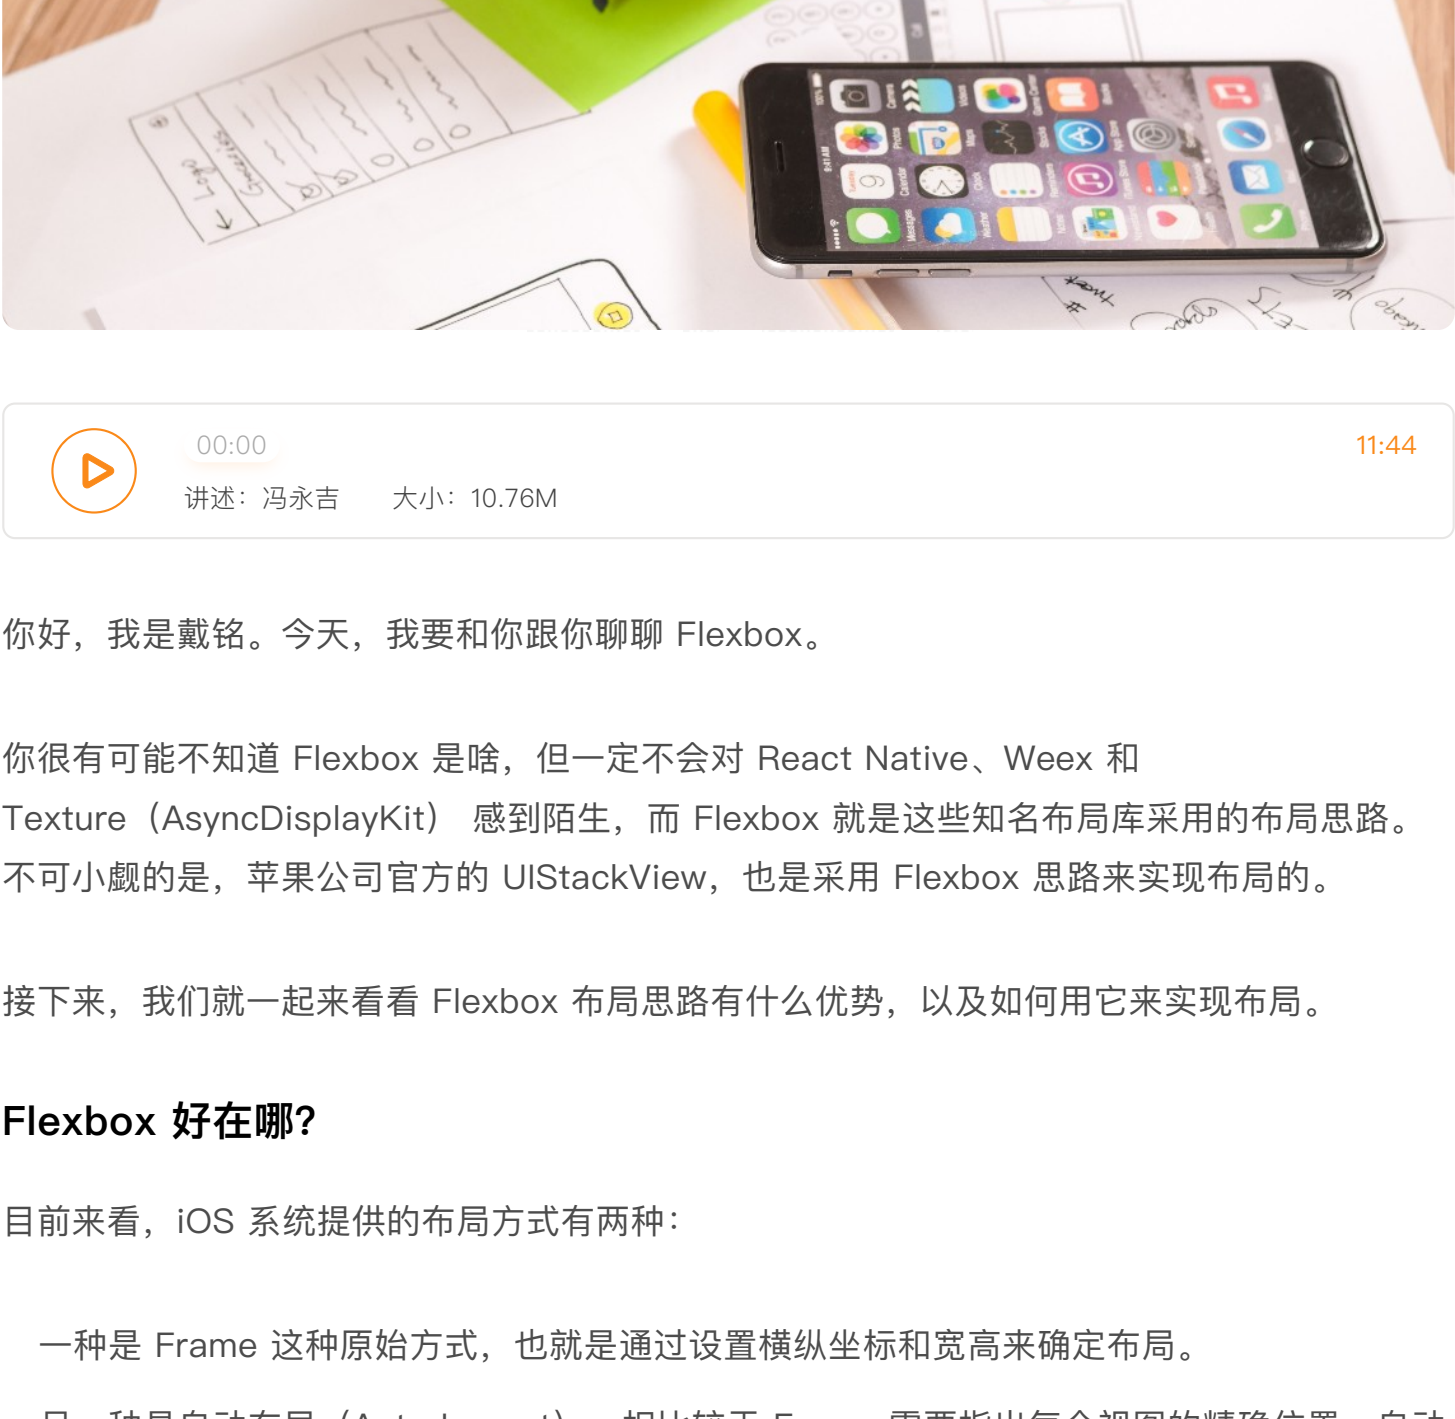 Logo
00:00
11:44
讲述：冯永吉 大小：10.76M
你好，我是戴铭。今天，我要和你跟你聊聊 Flexbox。
你很有可能不知道 Flexbox 是啥，但一定不会对 React Native、Weex 和
Texture（AsyncDisplayKit） 感到陌生，而 Flexbox 就是这些知名布局库采用的布局思路。
不可小觑的是，苹果公司官方的 UIStackView，也是采用 Flexbox 思路来实现布局的。
接下来，我们就一起来看看 Flexbox 布局思路有什么优势，以及如何用它来实现布局。
Flexbox 好在哪？
目前来看，iOS 系统提供的布局方式有两种：
一种是 Frame 这种原始方式，也就是通过设置横纵坐标和宽高来确定布局。